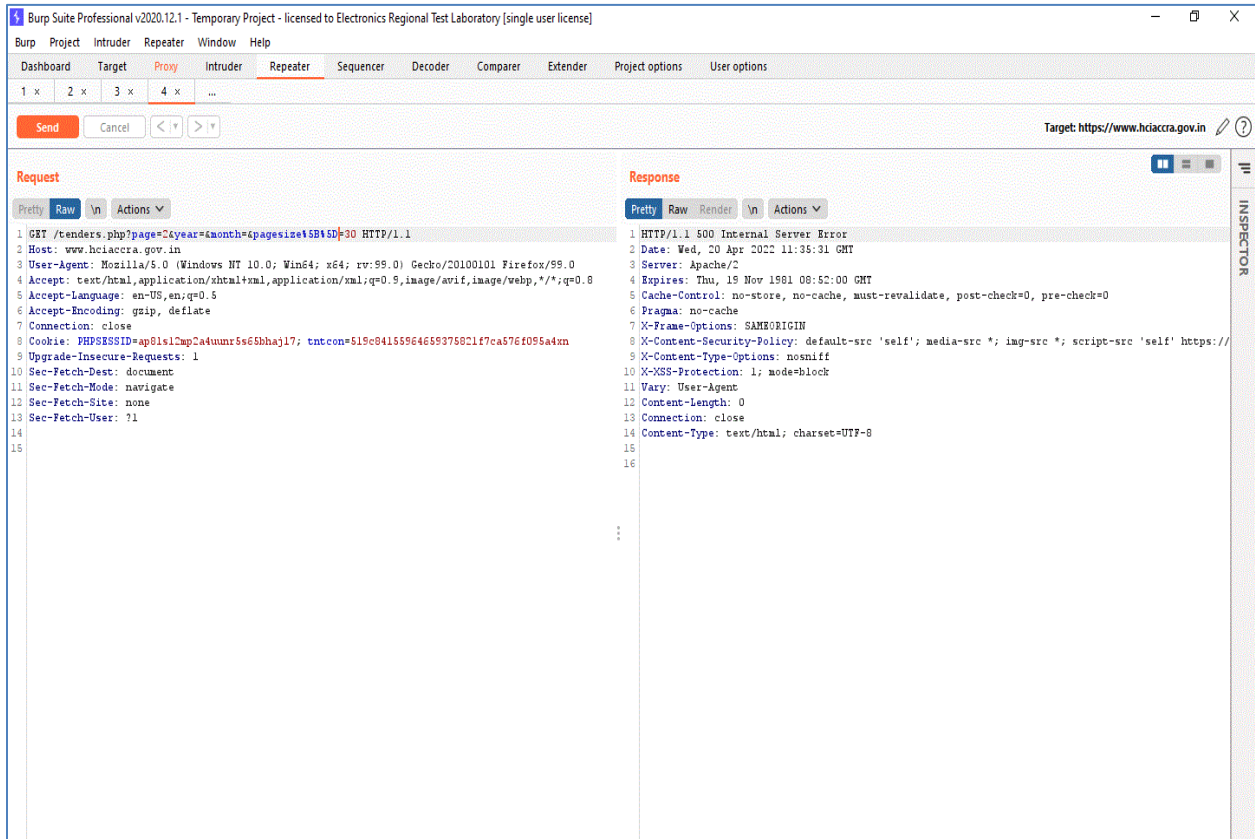 Burp Suite Professional v2020.12.1 - Temporary Project - licensed to Electronics Regional Test Laboratory [single user license]
Burp Project Intruder Repeater Window Help
Dashboard Target Proxy Intruder Repeater Sequencer Decoder Comparer Extender Project options User options
1 × 2 × 3 × 4 × ...
Send Cancel < > Target: https://www.hciaccra.gov.in ?
Request
Pretty Raw \n Actions
1 GET /tenders.php?page=2&year=&month=&pagesize%5B%5D=30 HTTP/1.1
2 Host: www.hciaccra.gov.in
3 User-Agent: Mozilla/5.0 (Windows NT 10.0; Win64; x64; rv:99.0) Gecko/20100101 Firefox/99.0
4 Accept: text/html,application/xhtml+xml,application/xml;q=0.9,image/avif,image/webp,*/*;q=0.8
5 Accept-Language: en-US,en;q=0.5
6 Accept-Encoding: gzip, deflate
7 Connection: close
8 Cookie: PHPSESSID=ap8ls12mp2a4uunr5s65bhaj17; tntcon=519c8415596465937582lf7ca576f095a4xn
9 Upgrade-Insecure-Requests: 1
10 Sec-Fetch-Dest: document
11 Sec-Fetch-Mode: navigate
12 Sec-Fetch-Site: none
13 Sec-Fetch-User: ?1
14
15
Response
Pretty Raw Render \n Actions
1 HTTP/1.1 500 Internal Server Error
2 Date: Wed, 20 Apr 2022 11:35:31 GMT
3 Server: Apache/2
4 Expires: Thu, 19 Nov 1981 08:52:00 GMT
5 Cache-Control: no-store, no-cache, must-revalidate, post-check=0, pre-check=0
6 Pragma: no-cache
7 X-Frame-Options: SAMEORIGIN
8 X-Content-Security-Policy: default-src 'self'; media-src *; img-src *; script-src 'self' https://
9 X-Content-Type-Options: nosniff
10 X-XSS-Protection: 1; mode=block
11 Vary: User-Agent
12 Content-Length: 0
13 Connection: close
14 Content-Type: text/html; charset=UTF-8
15
16
INSPECTOR